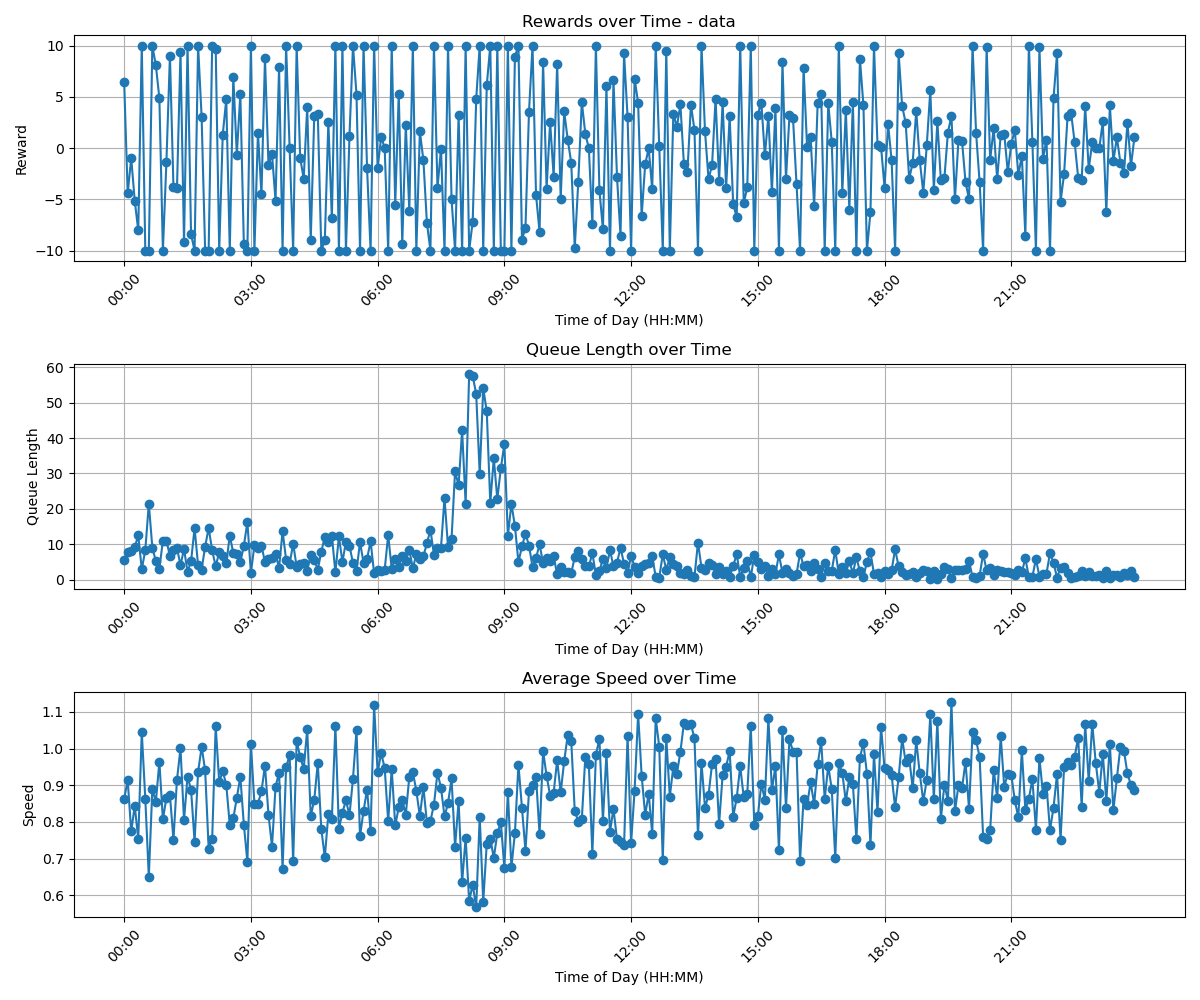 Rewards over Time - data
10
5
0
−5
−10
Reward
00:00 03:00 06:00 09:00 12:00 15:00 18:00 21:00
Time of Day (HH:MM)
Queue Length over Time
60
50
40
30
20
10
0
Queue Length
00:00 03:00 06:00 09:00 12:00 15:00 18:00 21:00
Time of Day (HH:MM)
Average Speed over Time
1.1
1.0
0.9
0.8
0.7
0.6
Speed
00:00 03:00 06:00 09:00 12:00 15:00 18:00 21:00
Time of Day (HH:MM)